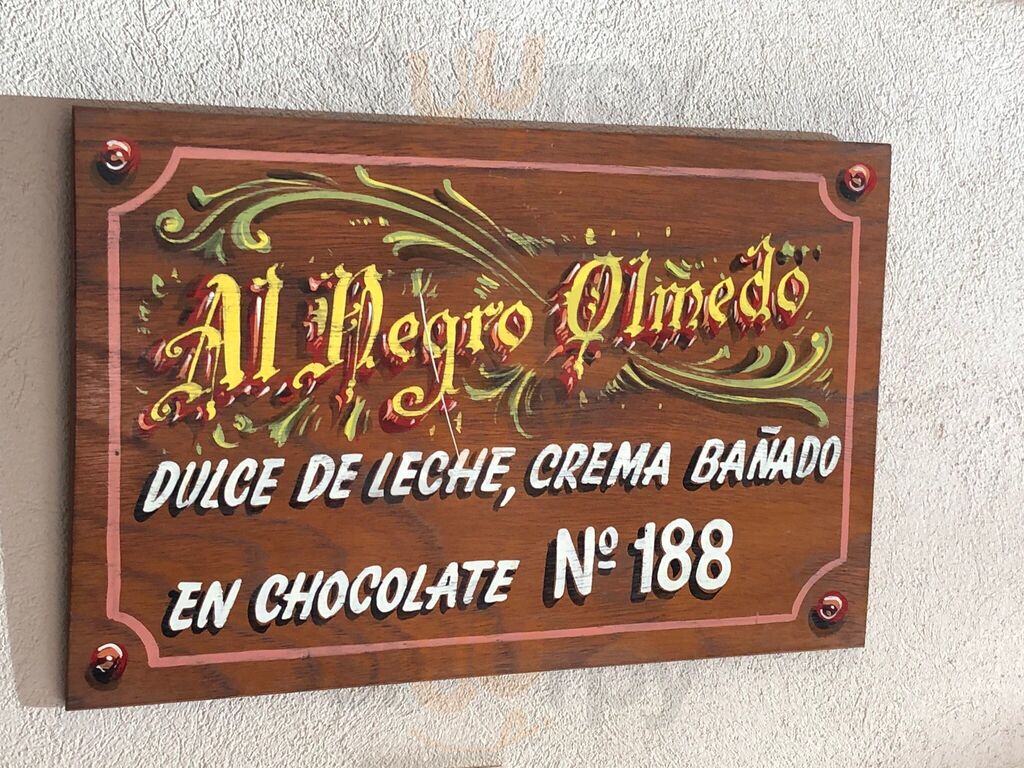 Al Negro Olmedo
DULCE DE LECHE, CREMA BAÑADO
EN CHOCOLATE Nº 188